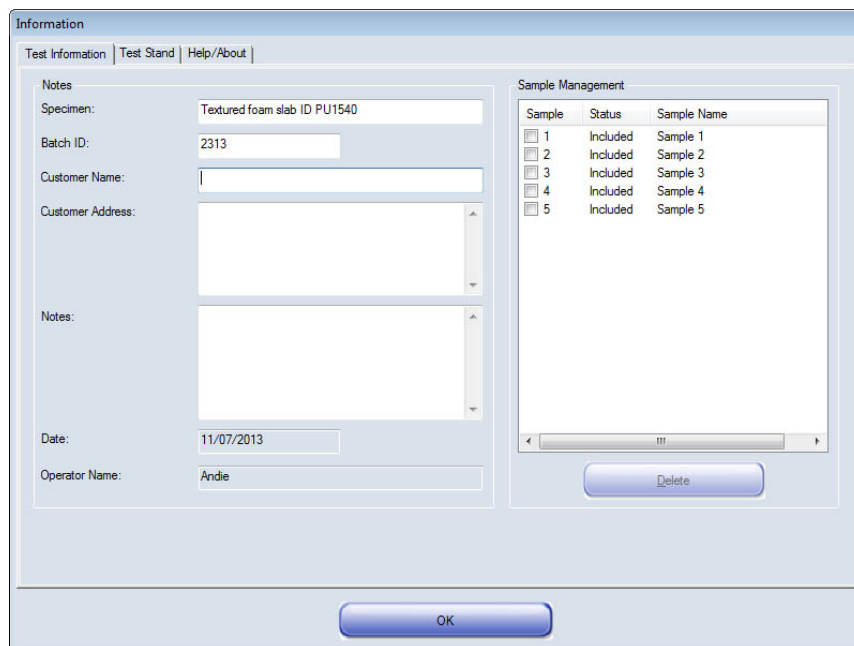 Information
Test Information Test Stand Help/About
Notes
Specimen: Textured foam slab ID PU1540
Batch ID: 2313
Customer Name:
Customer Address:
Notes:
Date: 11/07/2013
Operator Name: Andie
Sample Management
Sample Status Sample Name
1 Included Sample 1
2 Included Sample 2
3 Included Sample 3
4 Included Sample 4
5 Included Sample 5
Delete
OK